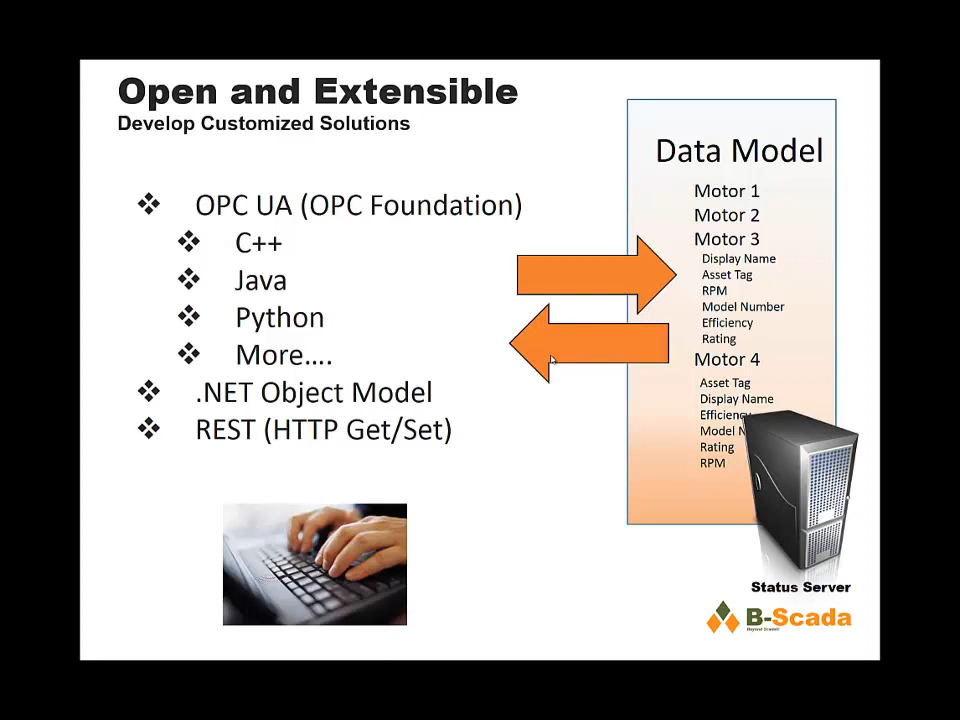 Open and Extensible
Develop Customized Solutions
OPC UA (OPC Foundation)
C++
Java
Python
More....
.NET Object Model
REST (HTTP Get/Set)
Data Model
Motor 1
Motor 2
Motor 3
Display Name
Asset Tag
RPM
Model Number
Efficiency
Rating
Motor 4
Asset Tag
Display Name
Efficiency
Model N
Rating
RPM
Status Server
B-Scada